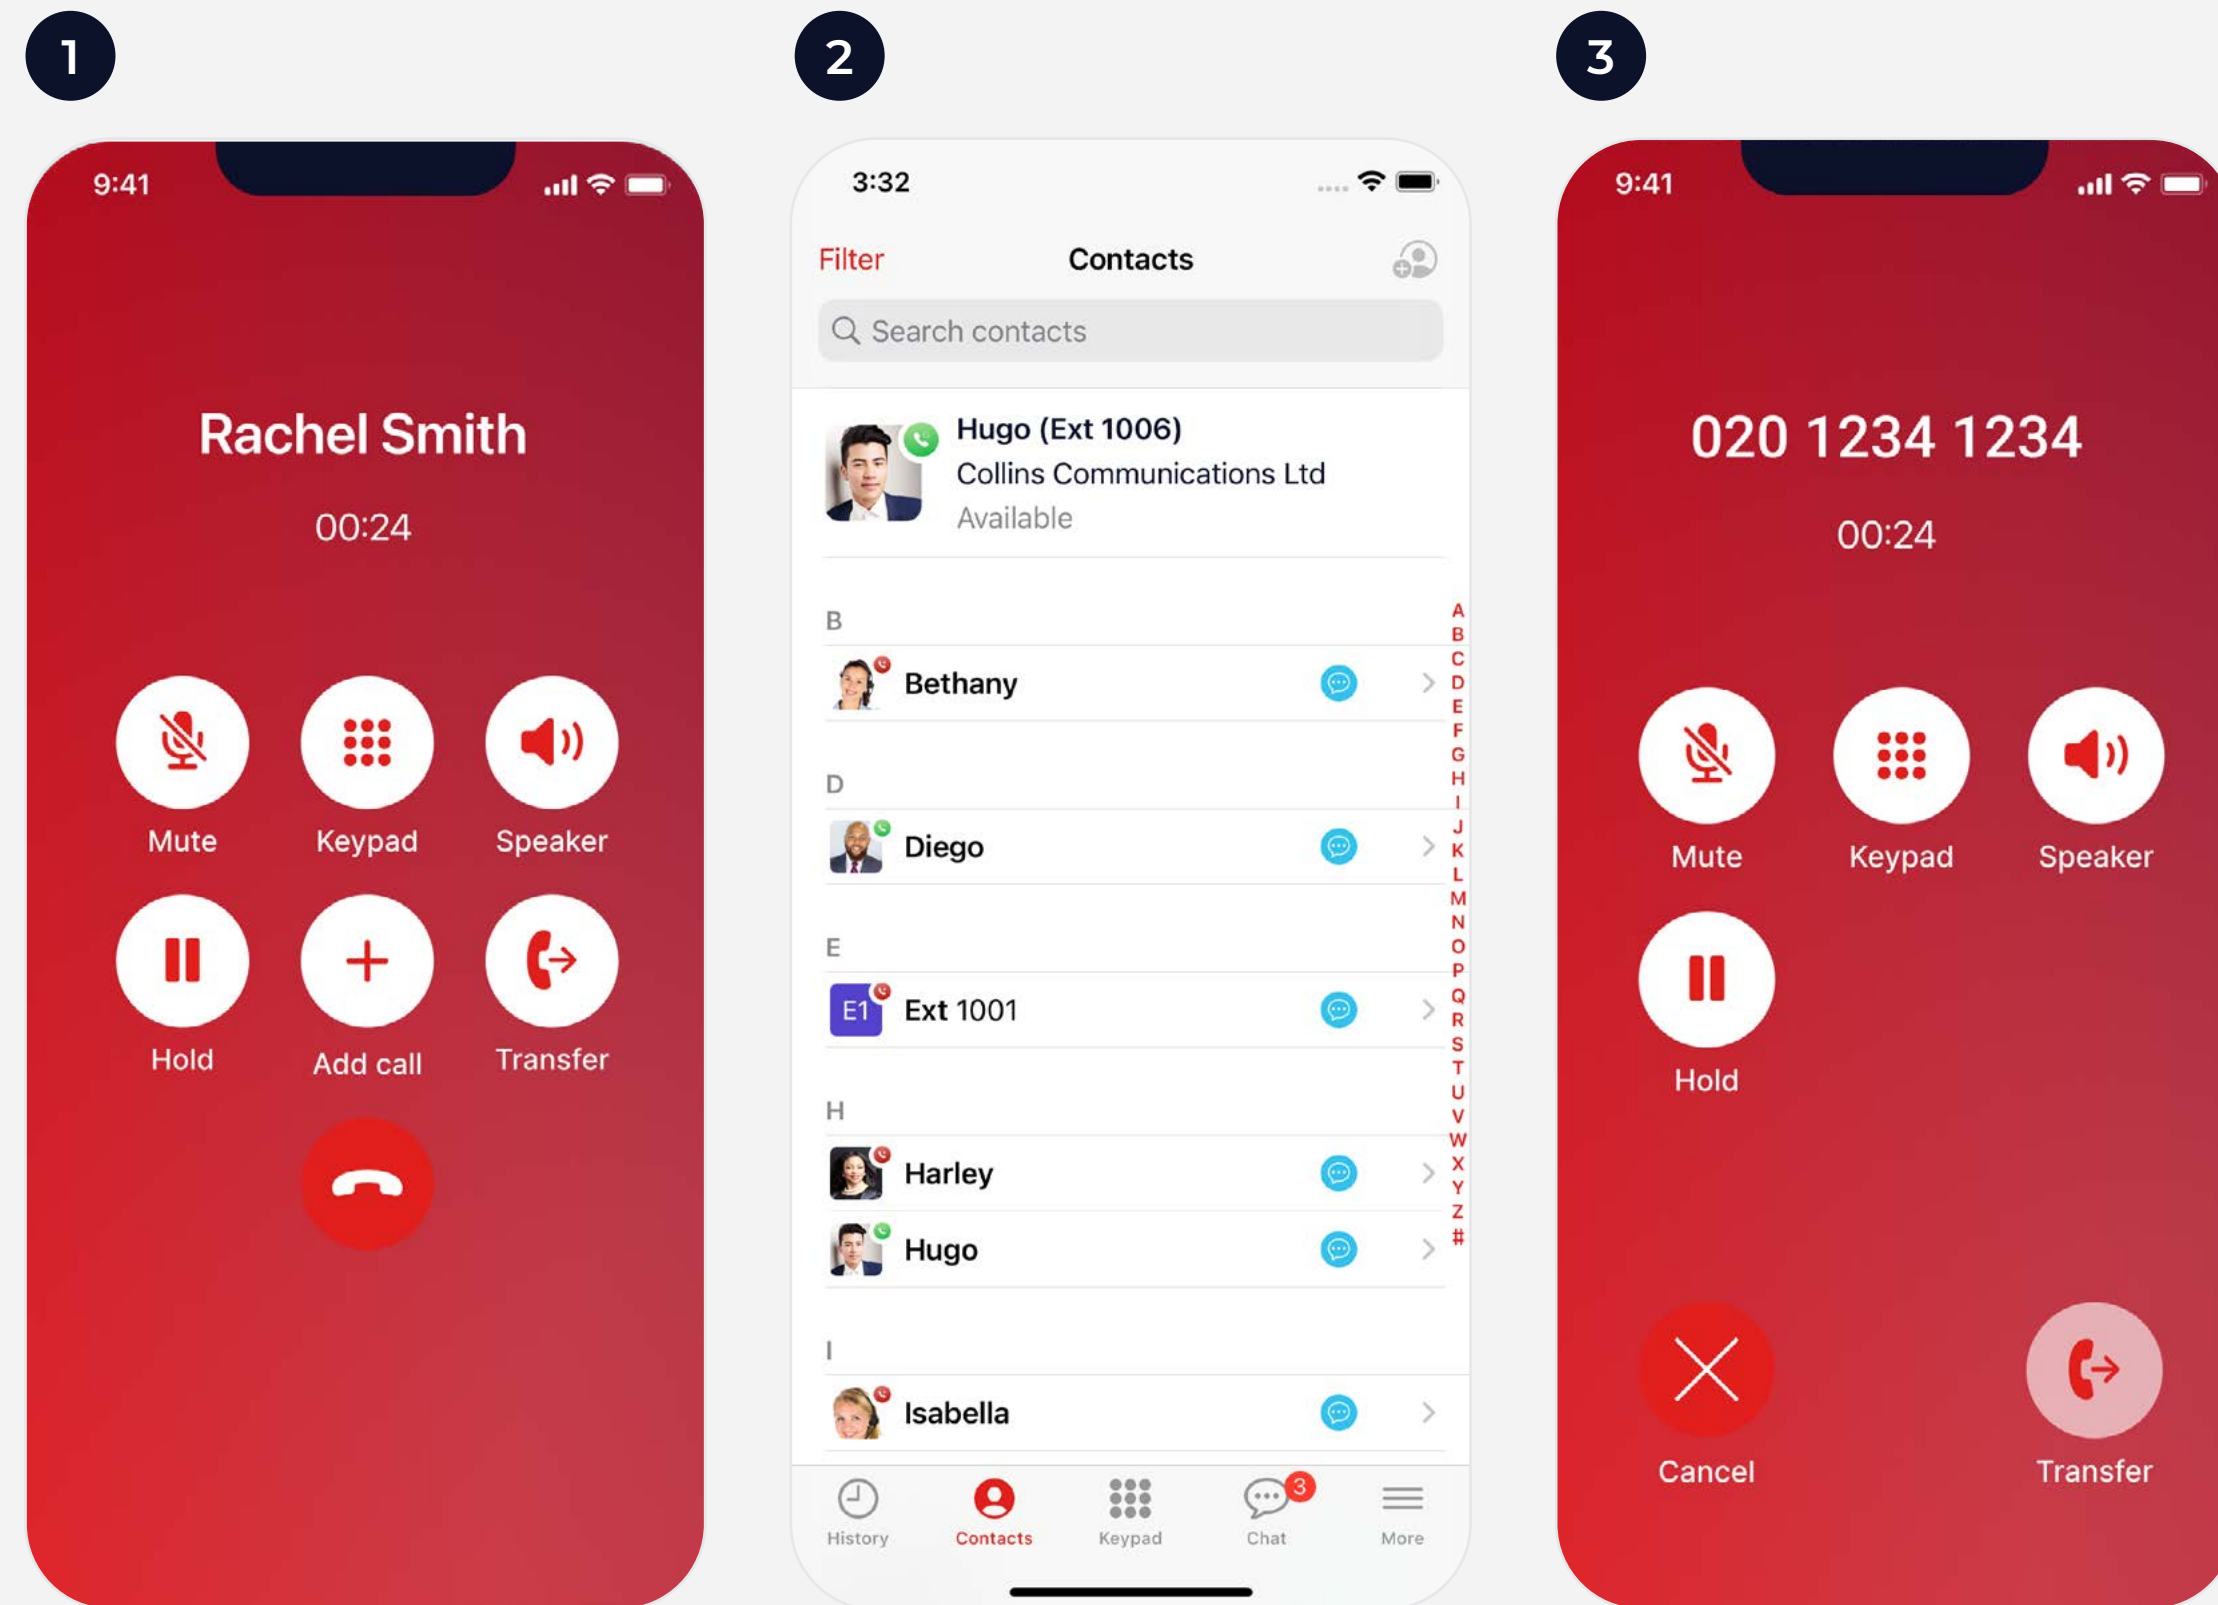 1
9:41
Rachel Smith
00:24
Mute Keypad Speaker
Hold Add call Transfer
2
3:32
Filter Contacts
Search contacts
Hugo (Ext 1006)
Collins Communications Ltd
Available
B
Bethany
D
Diego
E
E1 Ext 1001
H
Harley
Hugo
I
Isabella
A
B
C
D
E
F
G
H
I
J
K
L
M
N
O
P
Q
R
S
T
U
V
W
X
Y
Z
#
3
History Contacts Keypad Chat More
3
9:41
020 1234 1234
00:24
Mute Keypad Speaker
Hold
Cancel Transfer